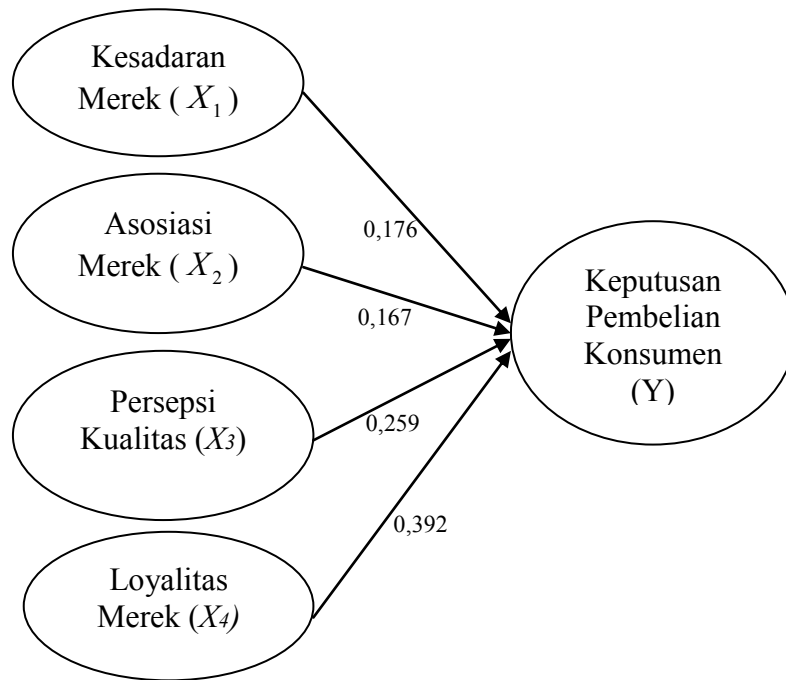 Kesadaran
Merek ( X₁)
Asosiasi
Merek ( X₂)
Persepsi
Kualitas (X3)
Loyalitas
Merek (X4)
0,176
0,167
0,259
0,392
Keputusan
Pembelian
Konsumen
(Y)